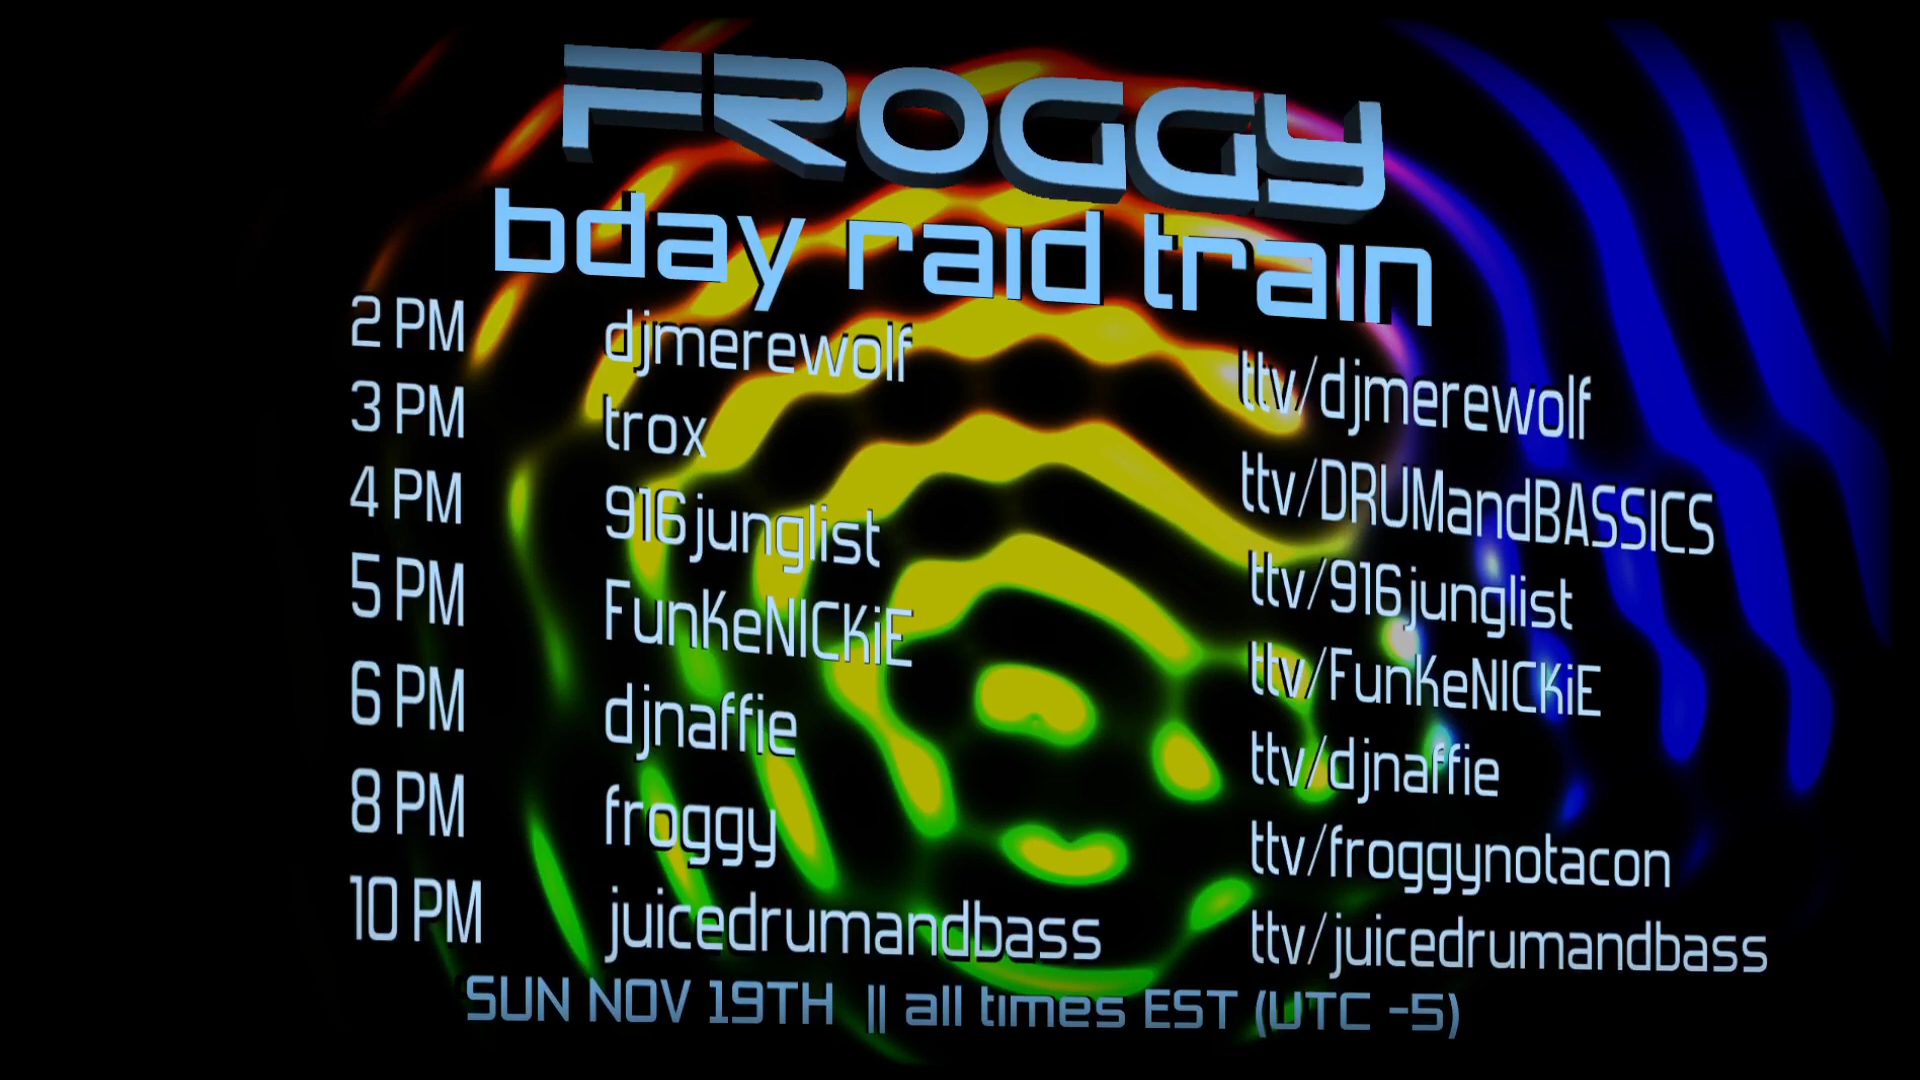 FROGGY
bday raid train
2 PM djmerewolf ttv/djmerewolf
3 PM trox ttv/DRUMandBASSICS
4 PM 916junglist ttv/916junglist
5 PM FunKeNICKiE ttv/FunKeNICKiE
6 PM djnaffie ttv/djnaffie
8 PM froggy ttv/froggynotacon
10 PM juicedrumandbass ttv/juicedrumandbass
SUN NOV 19TH || all times EST (UTC -5)